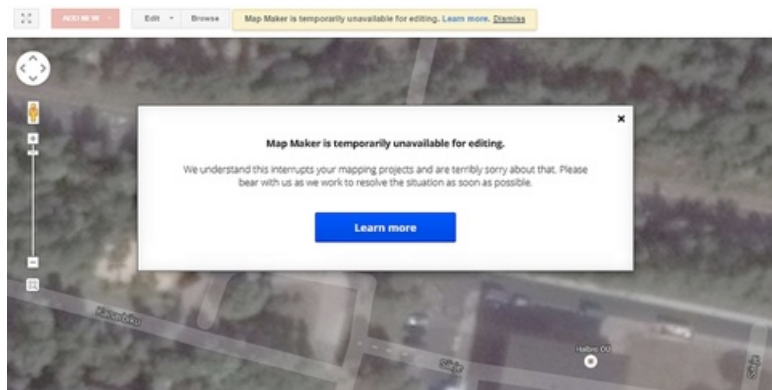 ADD NEW
Edit
Browse
Map Maker is temporarily unavailable for editing. Learn more. Dismiss
Map Maker is temporarily unavailable for editing.
We understand this interrupts your mapping projects and are terribly sorry about that. Please
bear with us as we work to resolve the situation as soon as possible.
Learn more
Halbro OÜ